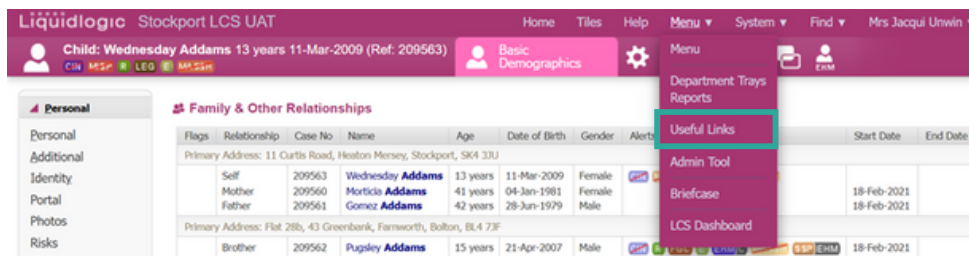 Liquidlogic Stockport LCS UAT Home Tiles Help Menu ▾ System ▾ Find ▾ Mrs Jacqui Unwin
Child: Wednesday Addams 13 years 11-Mar-2009 (Ref: 209563) Basic Demographics EHM
CIN R LEG E
Menu
Department Trays
Reports
Useful Links
Admin Tool
Briefcase
LCS Dashboard
Personal
Personal
Additional
Identity
Portal
Photos
Risks
Family & Other Relationships
Flags Relationship Case No Name Age Date of Birth Gender Alerts Start Date End Date
Primary Address: 11 Curtis Road, Heaton Mersey, Stockport, SK4 3JU
Self 209563 Wednesday Addams 13 years 11-Mar-2009 Female
Mother 209560 Morticia Addams 41 years 04-Jan-1981 Female 18-Feb-2021
Father 209561 Gomez Addams 42 years 28-Jun-1979 Male 18-Feb-2021
Primary Address: Flat 28b, 43 Greenbank, Farnworth, Bolton, BL4 7JF
Brother 209562 Pugsley Addams 15 years 21-Apr-2007 Male SSP EHM 18-Feb-2021